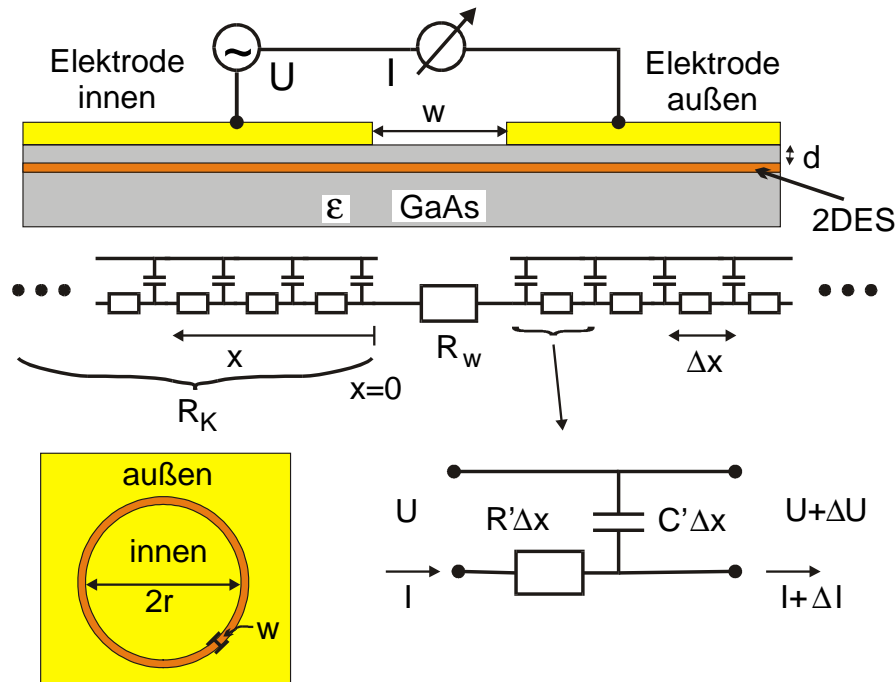 Elektrode
innen
~
U
I
Elektrode
außen
w
d
ε
GaAs
2DES
x
x=0
R_K
R_w
Δx
außen
innen
2r
w
U
R'Δx
C'Δx
U+ΔU
I
I+ΔI